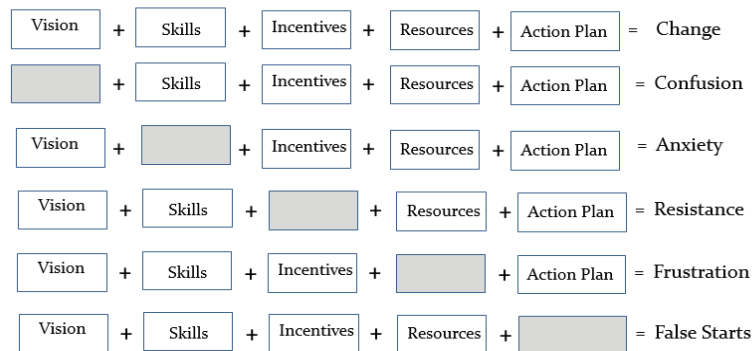 Vision + Skills + Incentives + Resources + Action Plan = Change
+ Skills + Incentives + Resources + Action Plan = Confusion
Vision + + Incentives + Resources + Action Plan = Anxiety
Vision + Skills + + Resources + Action Plan = Resistance
Vision + Skills + Incentives + + Action Plan = Frustration
Vision + Skills + Incentives + Resources + = False Starts